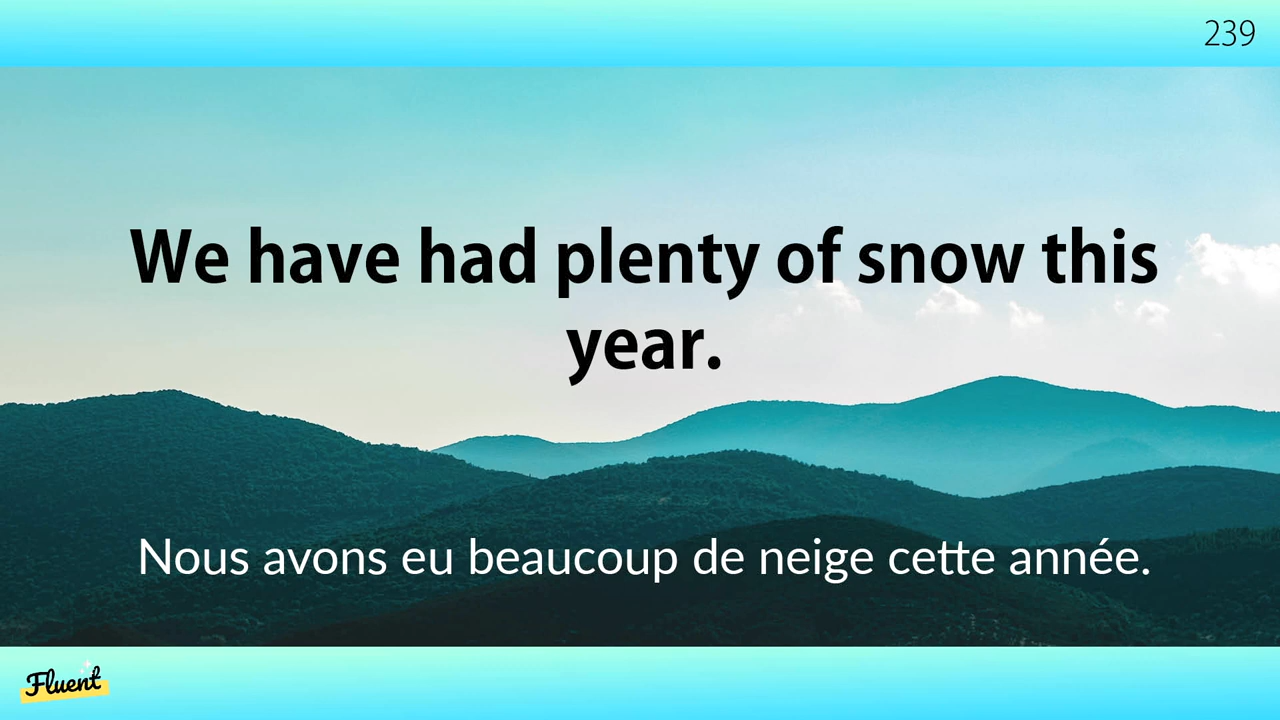 239
We have had plenty of snow this
year.
Nous avons eu beaucoup de neige cette année.
Fluent